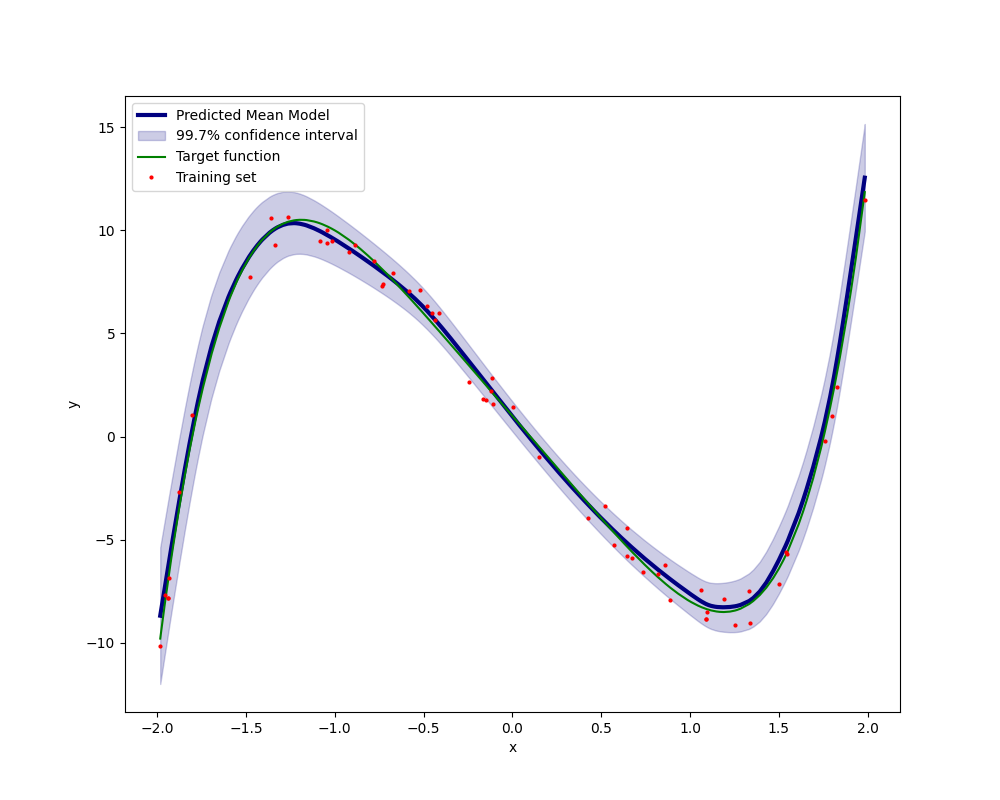 Predicted Mean Model
99.7% confidence interval
Target function
Training set
15
10
5
0
−5
−10
y
−2.0 −1.5 −1.0 −0.5 0.0 0.5 1.0 1.5 2.0
x